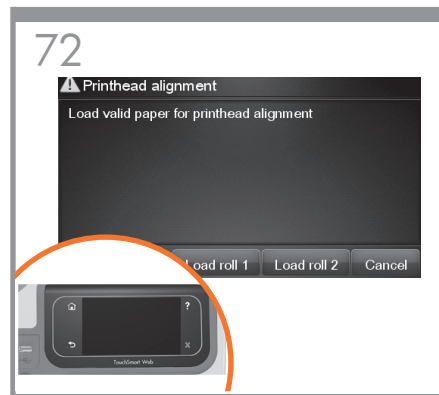 72
Printhead alignment
Load valid paper for printhead alignment
Load roll 1 Load roll 2 Cancel
?
X
TouchSmart Web